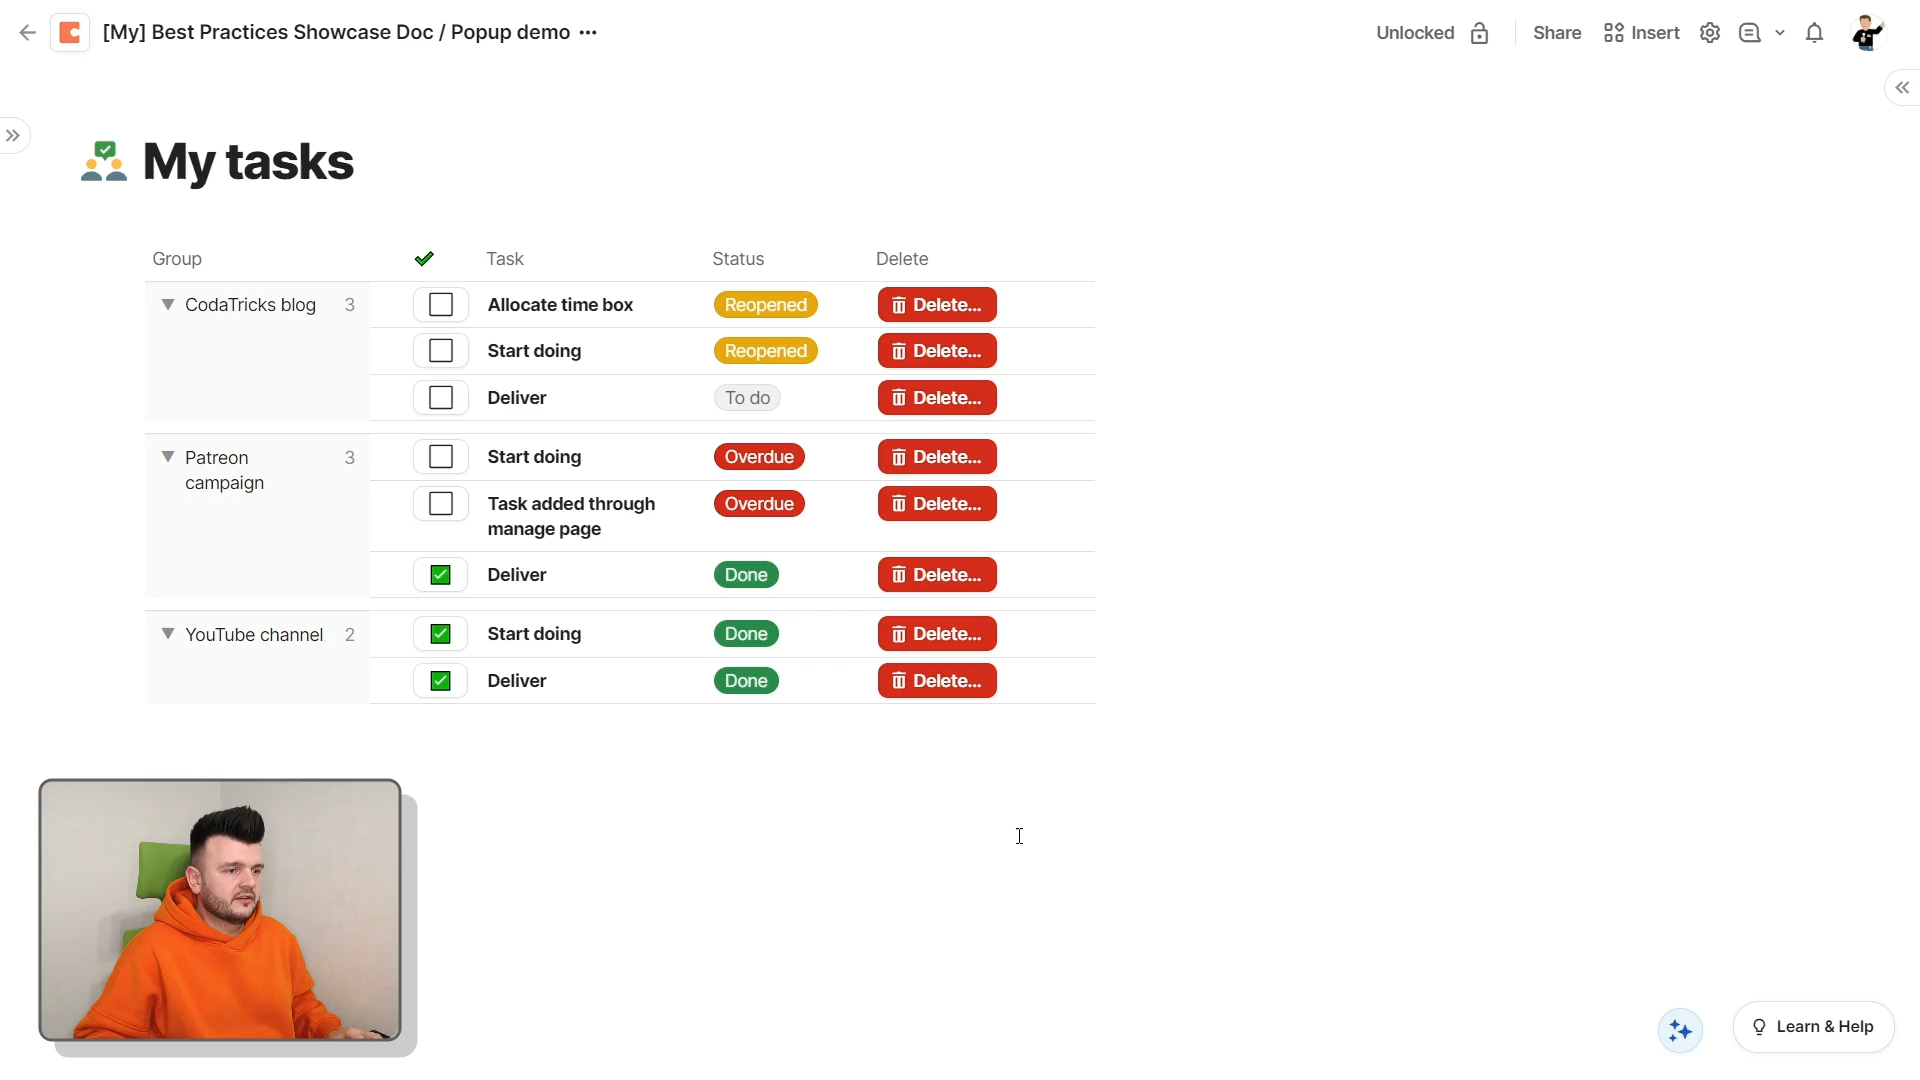 [My] Best Practices Showcase Doc / Popup demo
Unlocked
Share
Insert
My tasks
Group
Task
Status
Delete
CodaTricks blog 3
Allocate time box
Reopened
Delete...
Start doing
Reopened
Delete...
Deliver
To do
Delete...
Patreon
campaign
3
Start doing
Overdue
Delete...
Task added through
manage page
Overdue
Delete...
Deliver
Done
Delete...
YouTube channel 2
Start doing
Done
Delete...
Deliver
Done
Delete...
Learn & Help